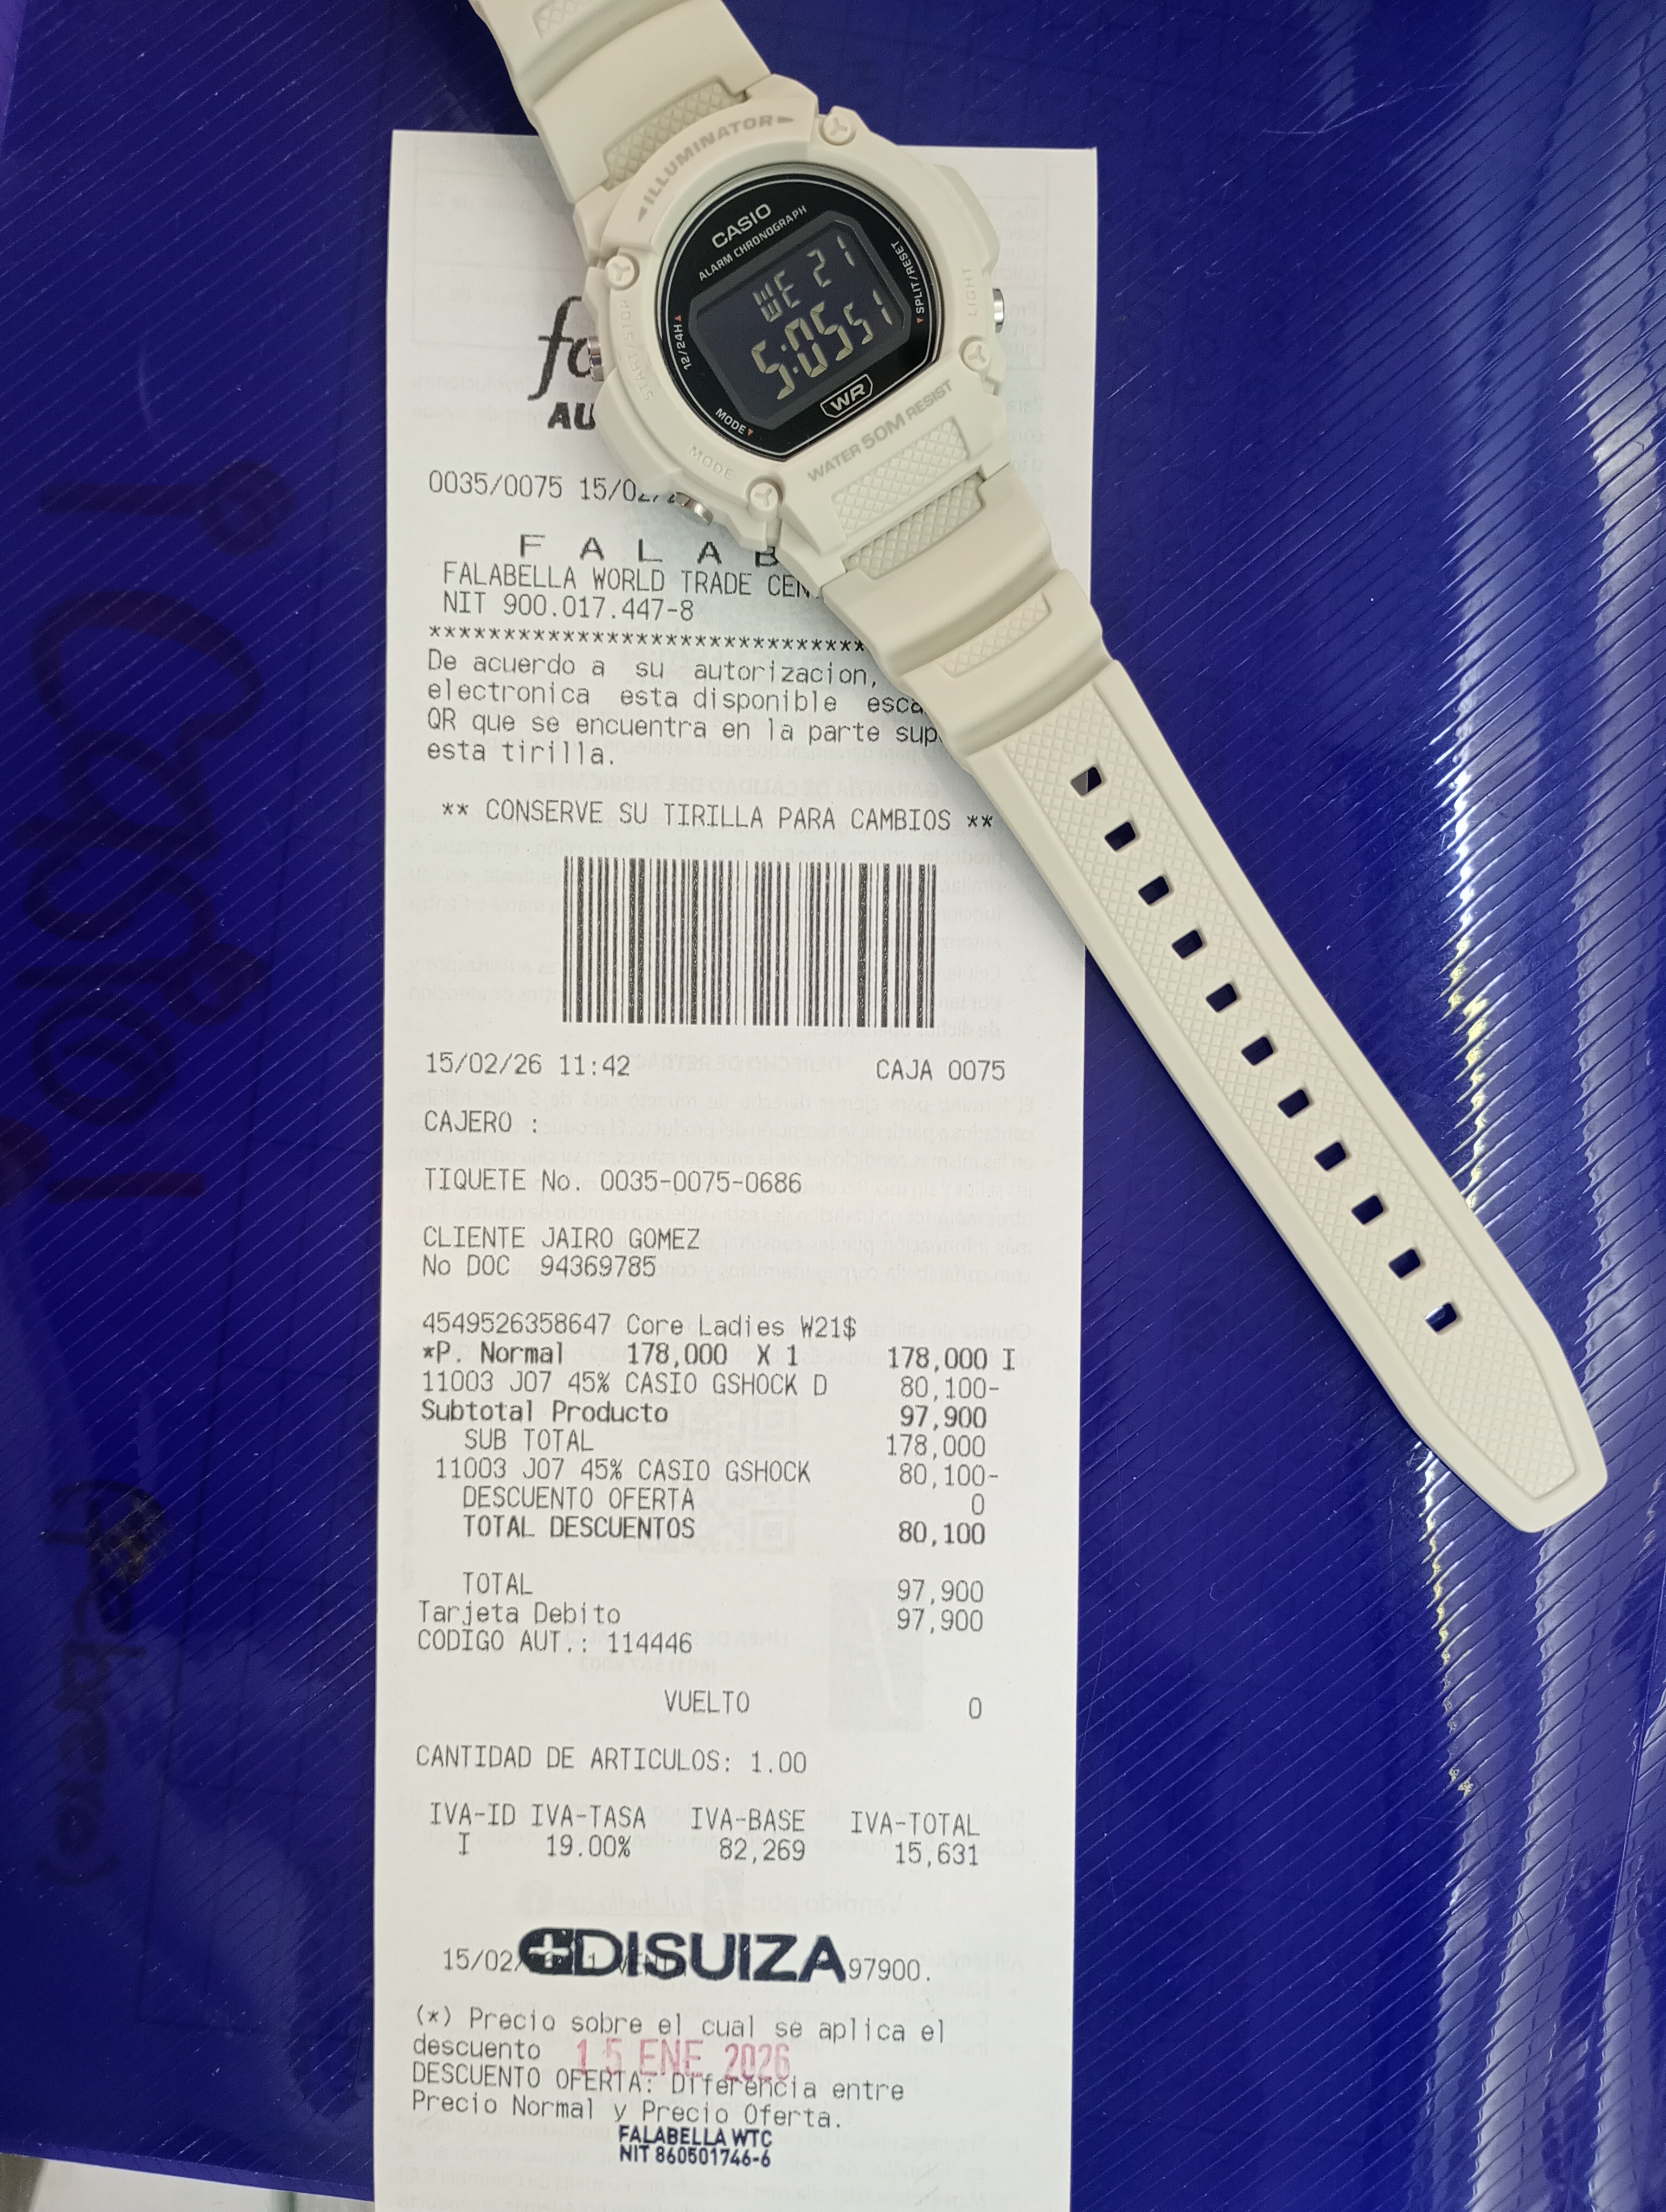 ILLUMINATOR
CASIO
ALARM CHRONOGRAPH
WE 21
5:05 51
12/24H
SPLIT/RESET
MODE
WR
START/STOP
LIGHT
MODE
WATER 50M RESIST
AU
0035/0075 15/02/
F A L A B
FALABELLA WORLD TRADE CEN
NIT 900.017.447-8
*****************************
De acuerdo a su autorizacion,
electronica esta disponible esca
QR que se encuentra en la parte sup
esta tirilla.
** CONSERVE SU TIRILLA PARA CAMBIOS **
15/02/26 11:42 CAJA 0075
CAJERO :
TIQUETE No. 0035-0075-0686
CLIENTE JAIRO GOMEZ
No DOC 94369785
4549526358647 Core Ladies W21$
*P. Normal 178,000 X 1 178,000 I
11003 J07 45% CASIO GSHOCK D 80,100-
Subtotal Producto 97,900
SUB TOTAL 178,000
11003 J07 45% CASIO GSHOCK 80,100-
DESCUENTO OFERTA 0
TOTAL DESCUENTOS 80,100
TOTAL 97,900
Tarjeta Debito 97,900
CODIGO AUT.: 114446
VUELTO 0
CANTIDAD DE ARTICULOS: 1.00
IVA-ID IVA-TASA IVA-BASE IVA-TOTAL
I 19.00% 82,269 15,631
DISUIZA
15/02/ 97900.
(*) Precio sobre el cual se aplica el
descuento
15 ENE 2026
DESCUENTO OFERTA: Diferencia entre
Precio Normal y Precio Oferta.
FALABELLA WTC
NIT 860501746-6